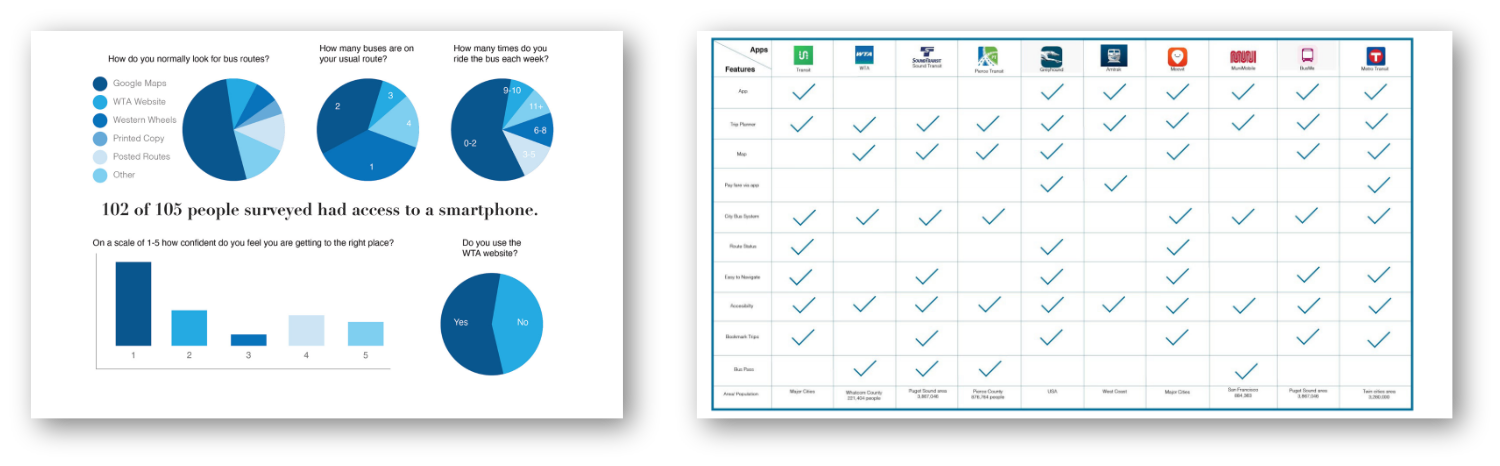 How do you normally look for bus routes?
Google Maps
WTA Website
Western Wheels
Printed Copy
Posted Routes
Other
How many buses are on
your usual route?
2
3
4
1
How many times do you
ride the bus each week?
9-10
11+
6-8
3-5
0-2
102 of 105 people surveyed had access to a smartphone.
On a scale of 1-5 how confident do you feel you are getting to the right place?
1 2 3 4 5
Do you use the
WTA website?
Yes No
Apps
Features
Transit
WTA
WTA
SOUNDTRANSIT
Sound Transit
Pierce Transit
Greyhound
Amtrak
Moovit
MUNI
MuniMobile
BusMe
T
Metro Transit
App
Trip Planner
Map
Pay fare via app
City Bus System
Route Status
Easy to Navigate
Accessibility
Bookmark Trips
Bus Pass
Major Cities
Whatcom County
221,404 people
Puget Sound area
3,867,046
Pierce County
876,764 people
USA
West Coast
Major Cities
San Francisco
884,363
Puget Sound area
3,867,046
Twin cities area